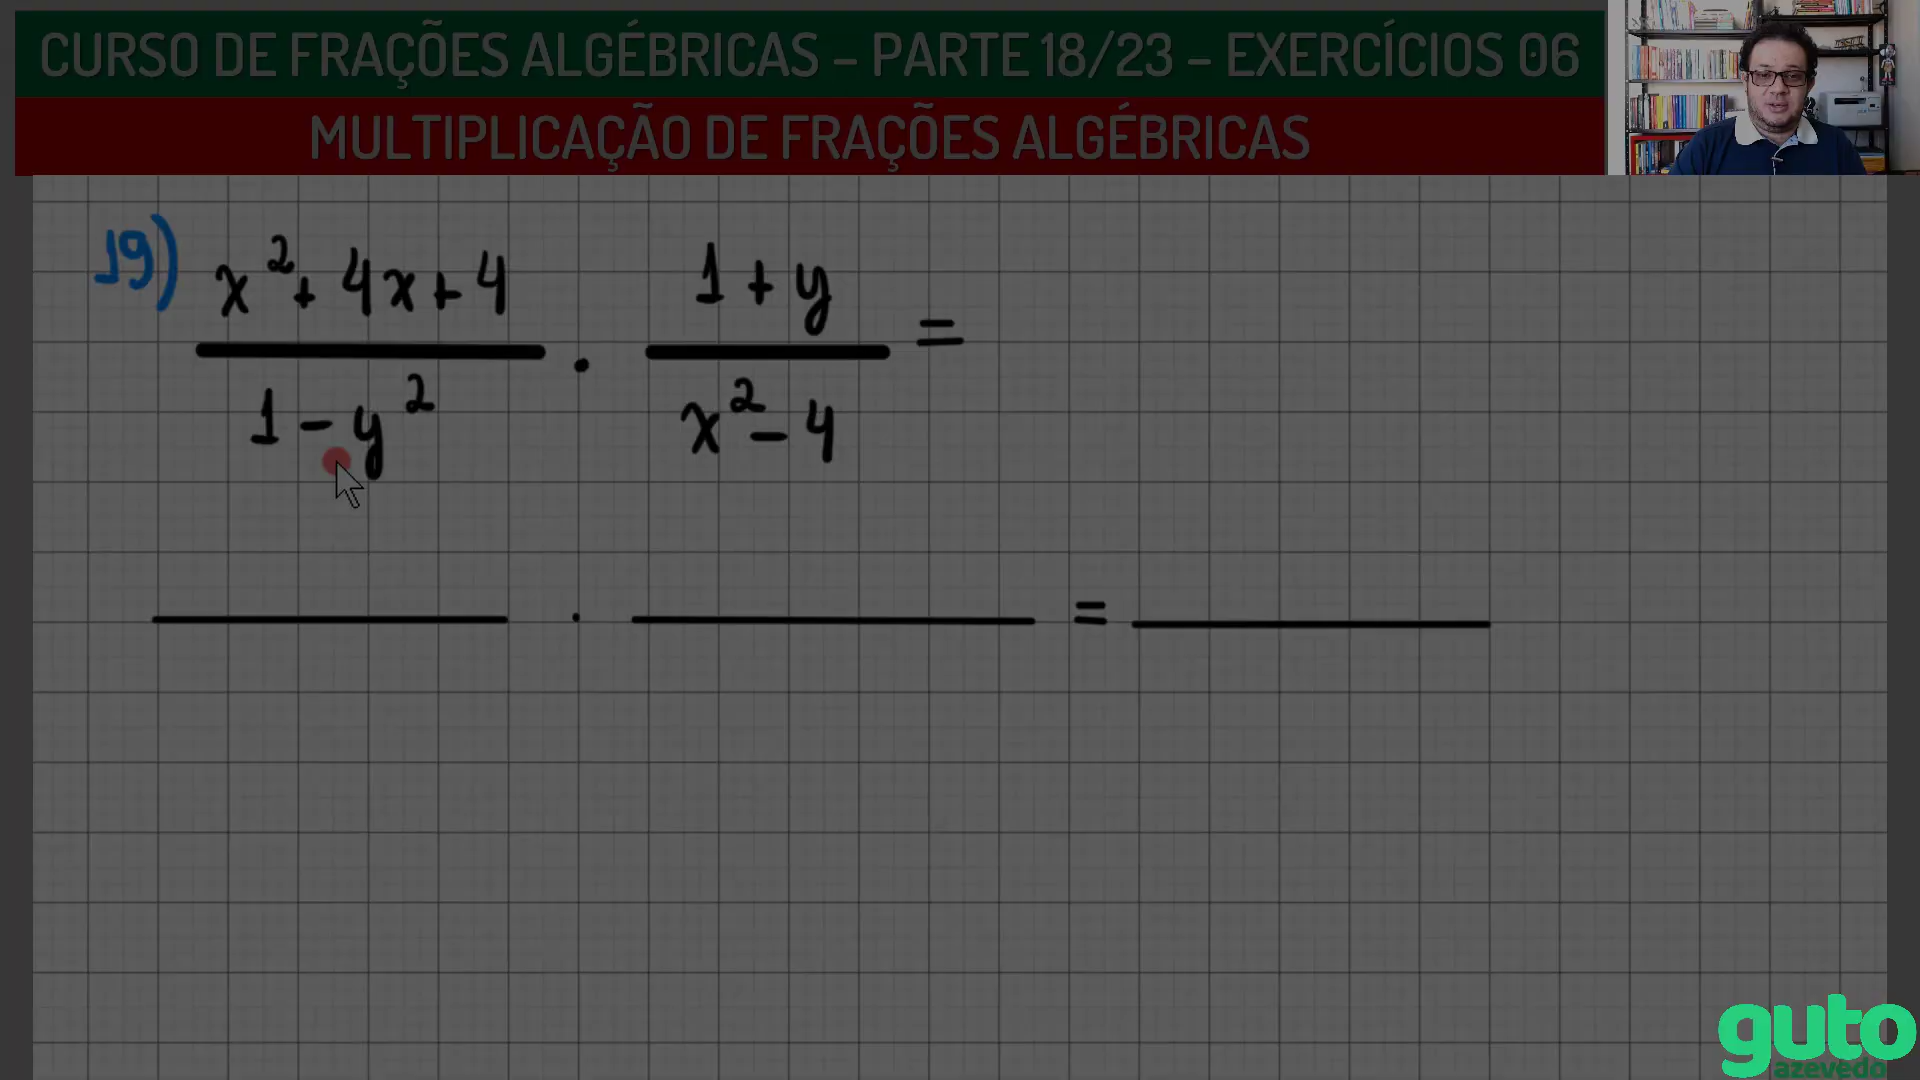 CURSO DE FRAÇÕES ALGÉBRICAS – PARTE 18/23 – EXERCÍCIOS 06
MULTIPLICAÇÃO DE FRAÇÕES ALGÉBRICAS
19)
x² + 4x + 4
1 - y²
.
1 + y
x² - 4
=
.
=
guto
azevedo